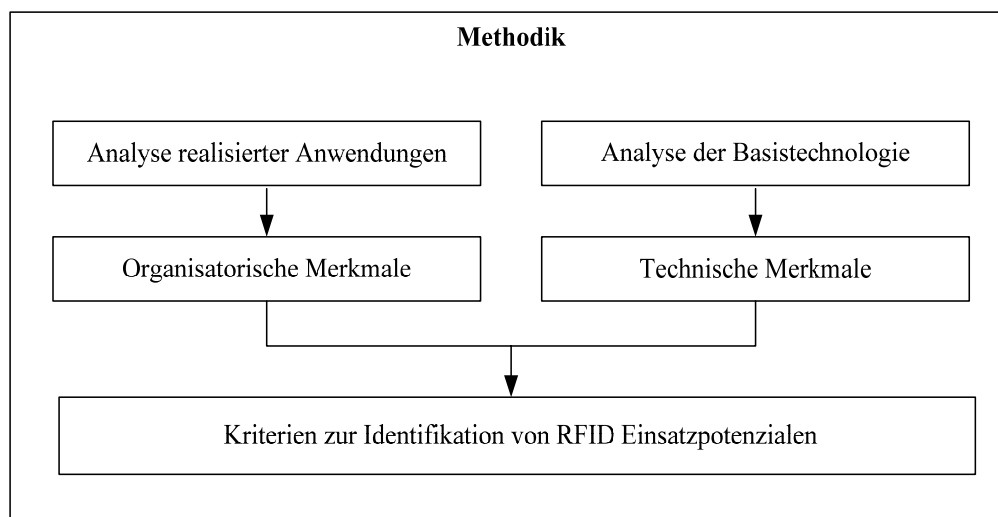 Methodik
Analyse realisierter Anwendungen
Analyse der Basistechnologie
Organisatorische Merkmale
Technische Merkmale
Kriterien zur Identifikation von RFID Einsatzpotenzialen